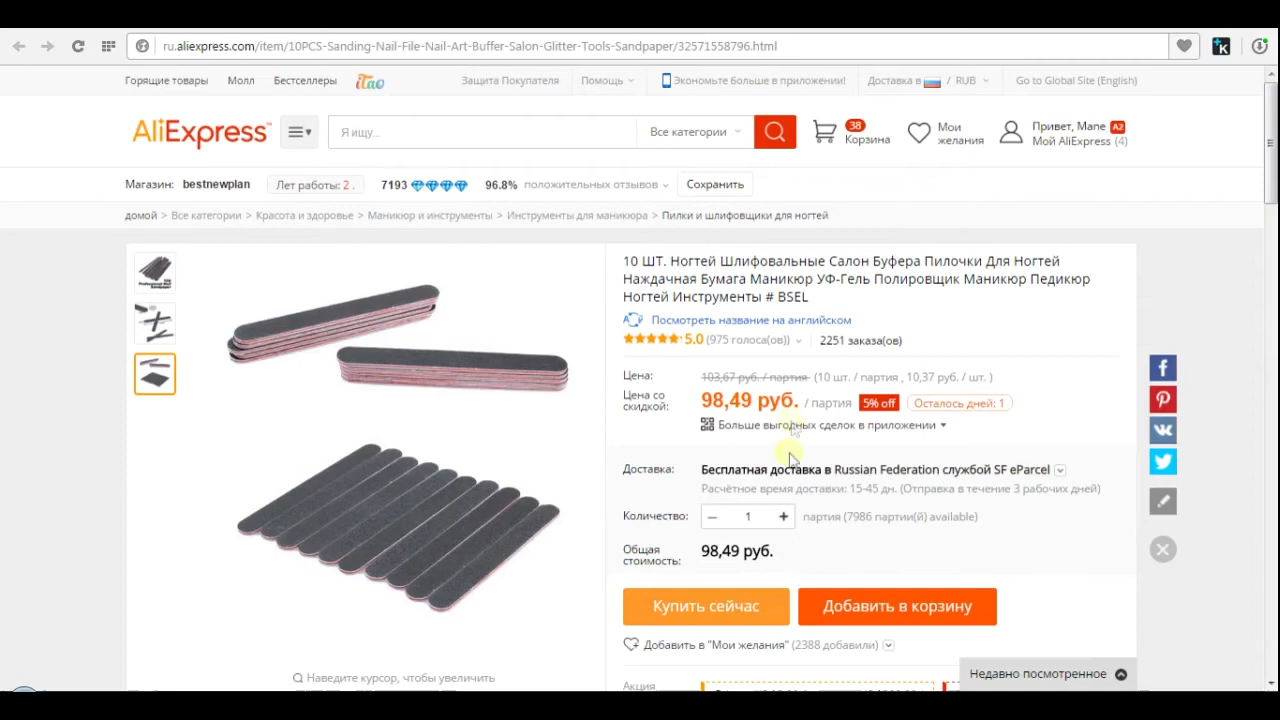 ru.aliexpress.com/item/10PCS-Sanding-Nail-File-Nail-Art-Buffer-Salon-Glitter-Tools-Sandpaper/32571558796.html
K
Горящие товары Молл Бестселлеры iTao Защита Покупателя Помощь Экономьте больше в приложении! Доставка в / RUB Go to Global Site (English)
AliExpress™ Я ищу... Все категории 38 Корзина Мои желания Привет, Mane A2 Мой AliExpress (4)
Магазин: bestnewplan Лет работы: 2 . 7193 96.8% положительных отзывов Сохранить
домой > Все категории > Красота и здоровье > Маникюр и инструменты > Инструменты для маникюра > Пилки и шлифовщики для ногтей
10 ШТ. Ногтей Шлифовальные Салон Буфера Пилочки Для Ногтей
Наждачная Бумага Маникюр УФ-Гель Полировщик Маникюр Педикюр
Ногтей Инструменты # BSEL
Посмотреть название на английском
5.0 (975 голоса(ов)) 2251 заказа(ов)
Цена: 103,67 руб. / партия (10 шт. / партия , 10,37 руб. / шт. )
Цена со скидкой: 98,49 руб. / партия 5% off Осталось дней: 1
Больше выгодных сделок в приложении
Доставка: Бесплатная доставка в Russian Federation службой SF eParcel
Расчётное время доставки: 15-45 дн. (Отправка в течение 3 рабочих дней)
Количество: – 1 + партия (7986 партии(й) available)
Общая стоимость: 98,49 руб.
Купить сейчас Добавить в корзину
Добавить в "Мои желания" (2388 добавили)
Наведите курсор, чтобы увеличить
Недавно просмотренное
Акция